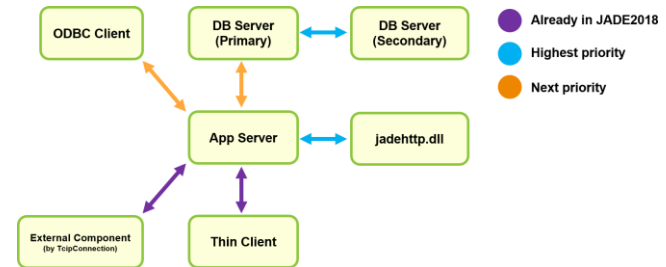 ODBC Client
DB Server
(Primary)
DB Server
(Secondary)
Already in JADE2018
Highest priority
Next priority
App Server
jadehttp.dll
External Component
(by TcipConnection)
Thin Client